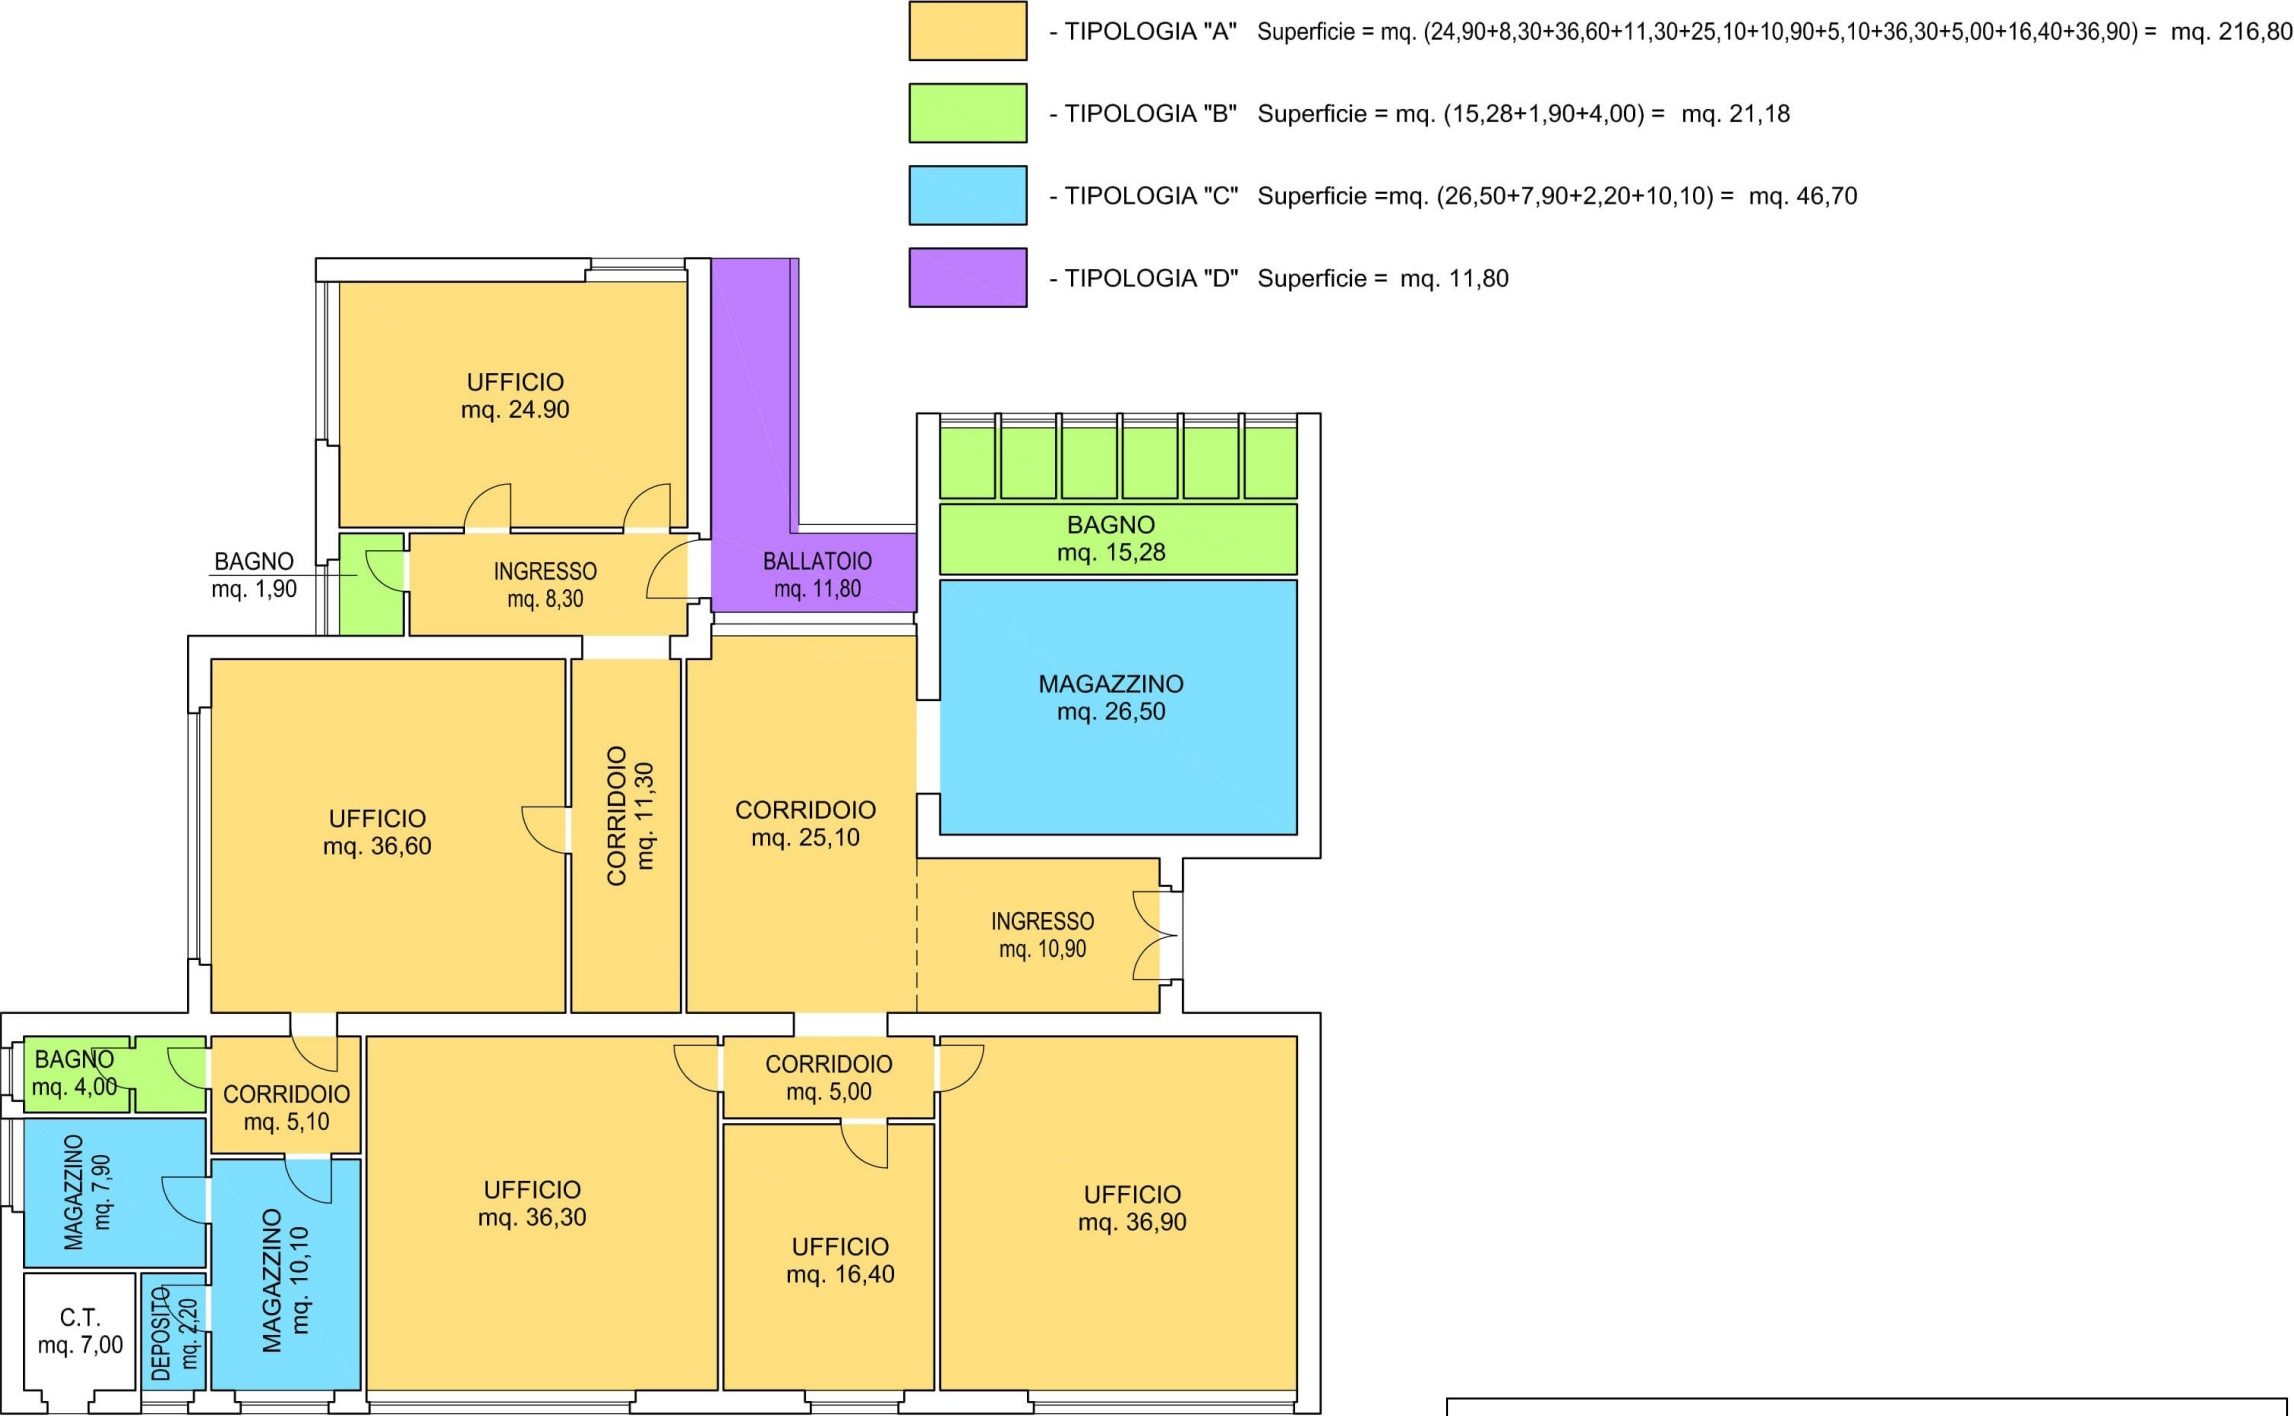 - TIPOLOGIA "A" Superficie = mq. (24,90+8,30+36,60+11,30+25,10+10,90+5,10+36,30+5,00+16,40+36,90) = mq. 216,80
- TIPOLOGIA "B" Superficie = mq. (15,28+1,90+4,00) = mq. 21,18
- TIPOLOGIA "C" Superficie =mq. (26,50+7,90+2,20+10,10) = mq. 46,70
- TIPOLOGIA "D" Superficie = mq. 11,80
UFFICIO
mq. 24.90
BAGNO
mq. 15,28
BAGNO
mq. 1,90
INGRESSO
mq. 8,30
BALLATOIO
mq. 11,80
MAGAZZINO
mq. 26,50
UFFICIO
mq. 36,60
CORRIDOIO
mq. 11,30
CORRIDOIO
mq. 25,10
INGRESSO
mq. 10,90
BAGNO
mq. 4,00
CORRIDOIO
mq. 5,10
CORRIDOIO
mq. 5,00
MAGAZZINO
mq. 7,90
UFFICIO
mq. 36,30
UFFICIO
mq. 36,90
UFFICIO
mq. 16,40
MAGAZZINO
mq. 10,10
C.T.
mq. 7,00
DEPOSITO
mq. 2,20